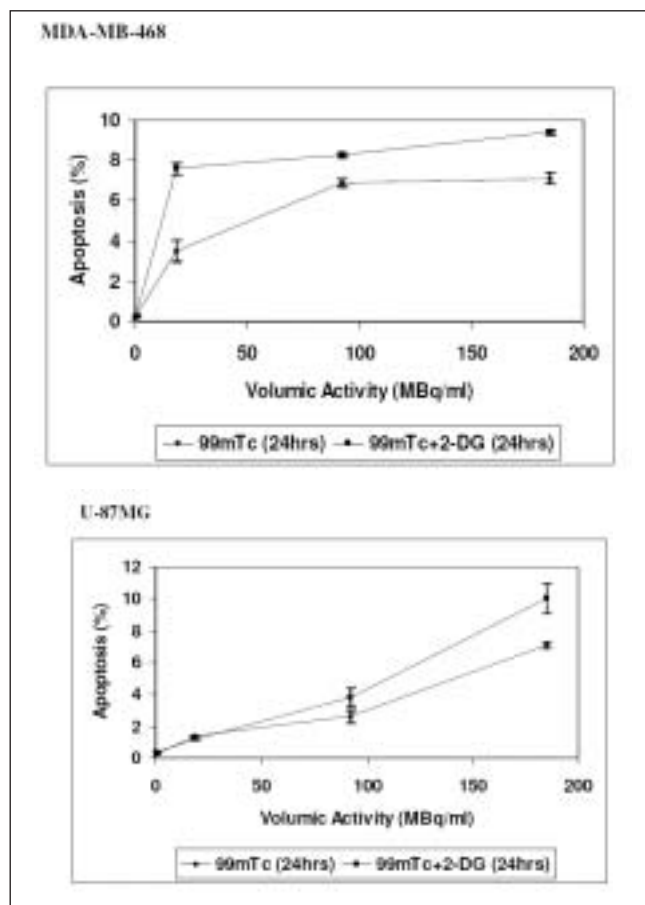 MDA-MB-468
10
8
6
4
2
0
Apoptosis (%)
0 50 100 150 200
Volumic Activity (MBq/ml)
99mTc (24hrs) 99mTc+2-DG (24hrs)
U-87MG
12
10
8
6
4
2
0
Apoptosis (%)
0 50 100 150 200
Volumic Activity (MBq/ml)
99mTc (24hrs) 99mTc+2-DG (24hrs)